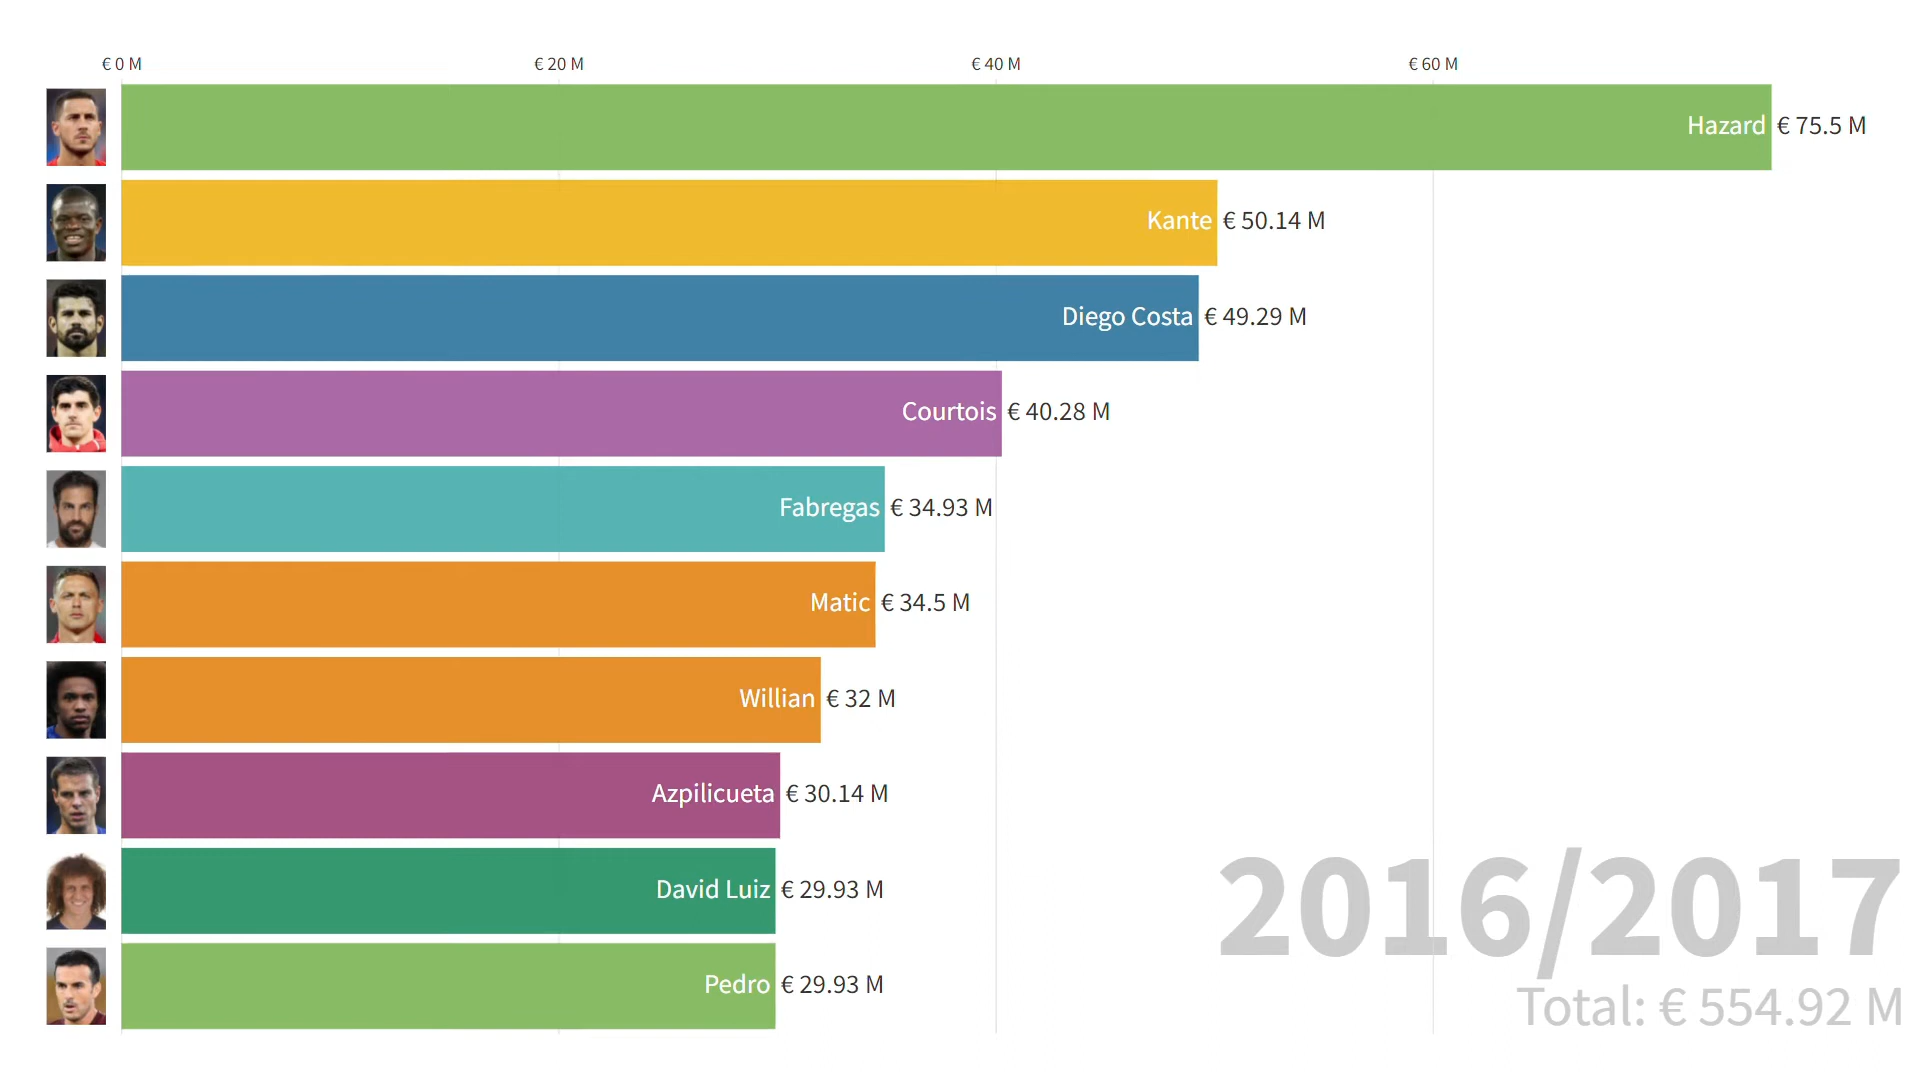 € 0 M € 20 M € 40 M € 60 M
Hazard € 75.5 M
Kante € 50.14 M
Diego Costa € 49.29 M
Courtois € 40.28 M
Fabregas € 34.93 M
Matic € 34.5 M
Willian € 32 M
Azpilicueta € 30.14 M
David Luiz € 29.93 M
Pedro € 29.93 M
2016/2017
Total: € 554.92 M